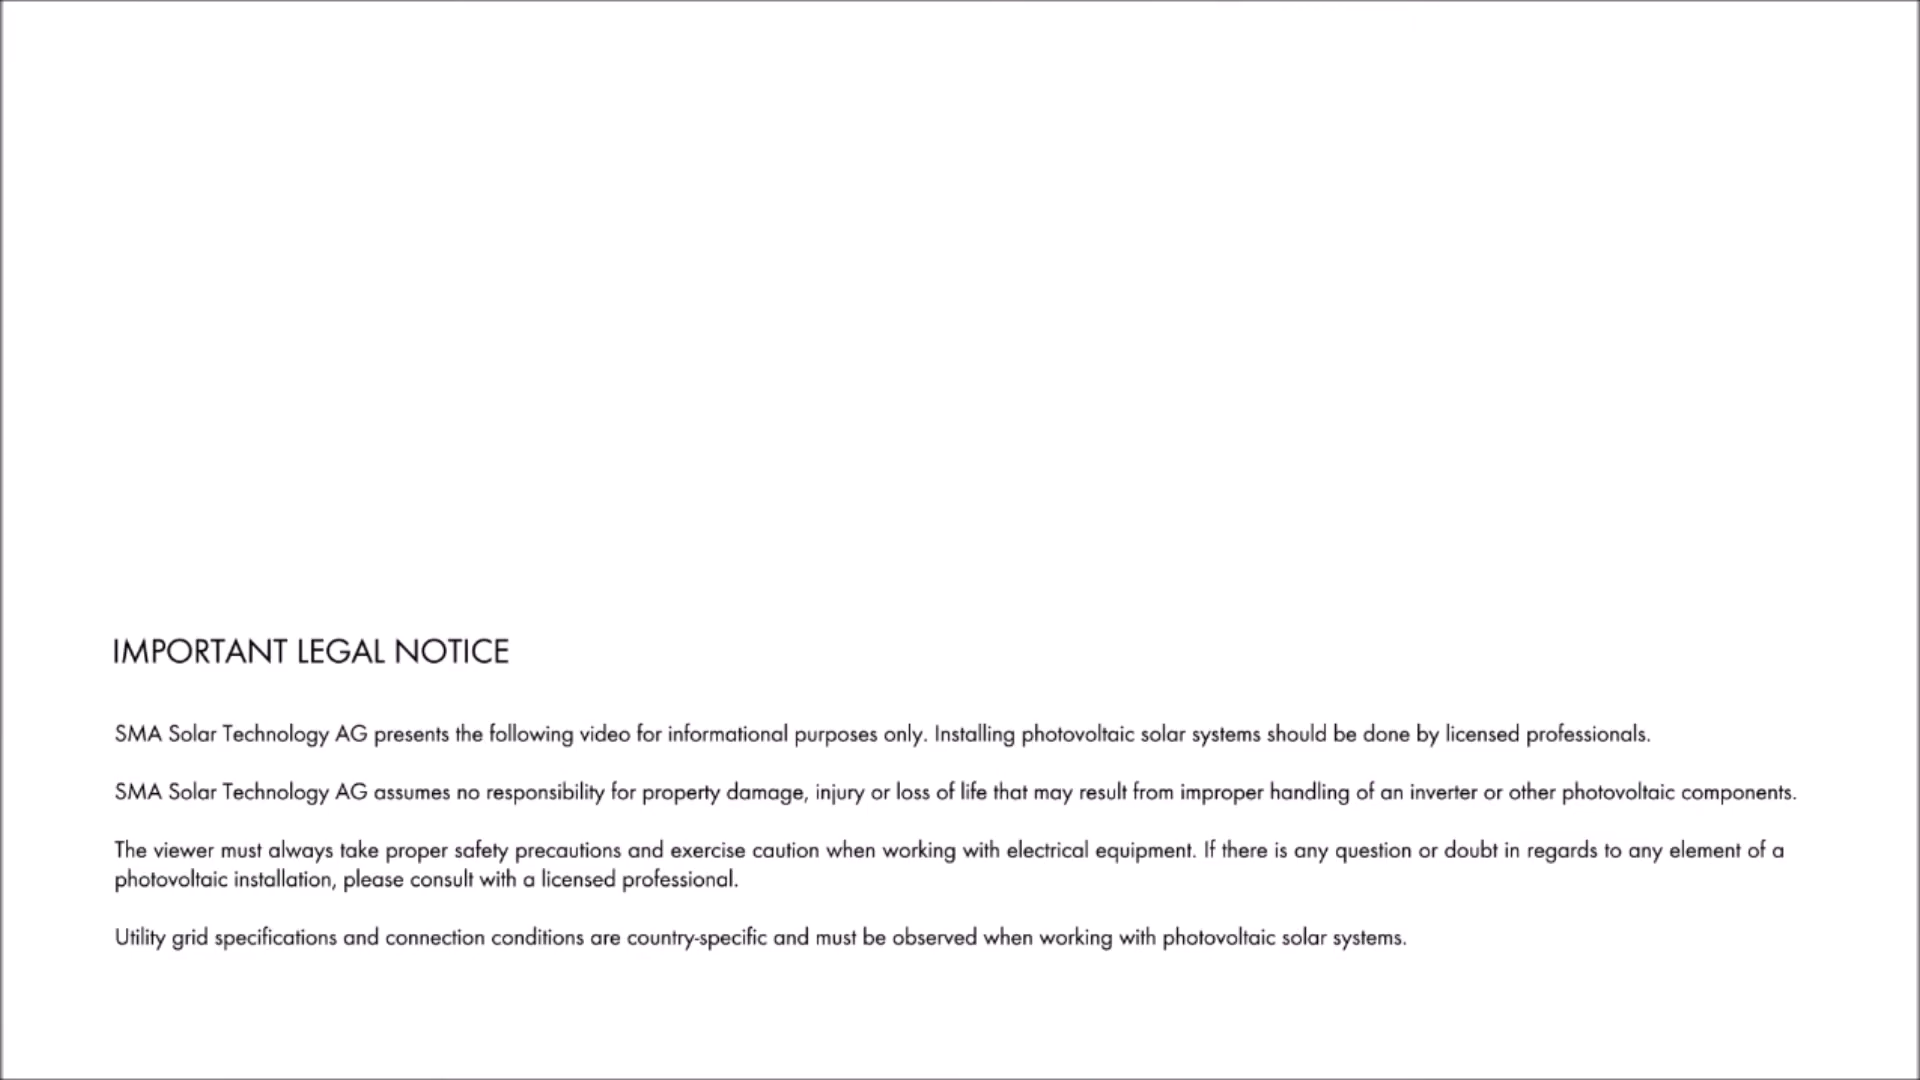 IMPORTANT LEGAL NOTICE
SMA Solar Technology AG presents the following video for informational purposes only. Installing photovoltaic solar systems should be done by licensed professionals.
SMA Solar Technology AG assumes no responsibility for property damage, injury or loss of life that may result from improper handling of an inverter or other photovoltaic components.
The viewer must always take proper safety precautions and exercise caution when working with electrical equipment. If there is any question or doubt in regards to any element of a
photovoltaic installation, please consult with a licensed professional.
Utility grid specifications and connection conditions are country-specific and must be observed when working with photovoltaic solar systems.